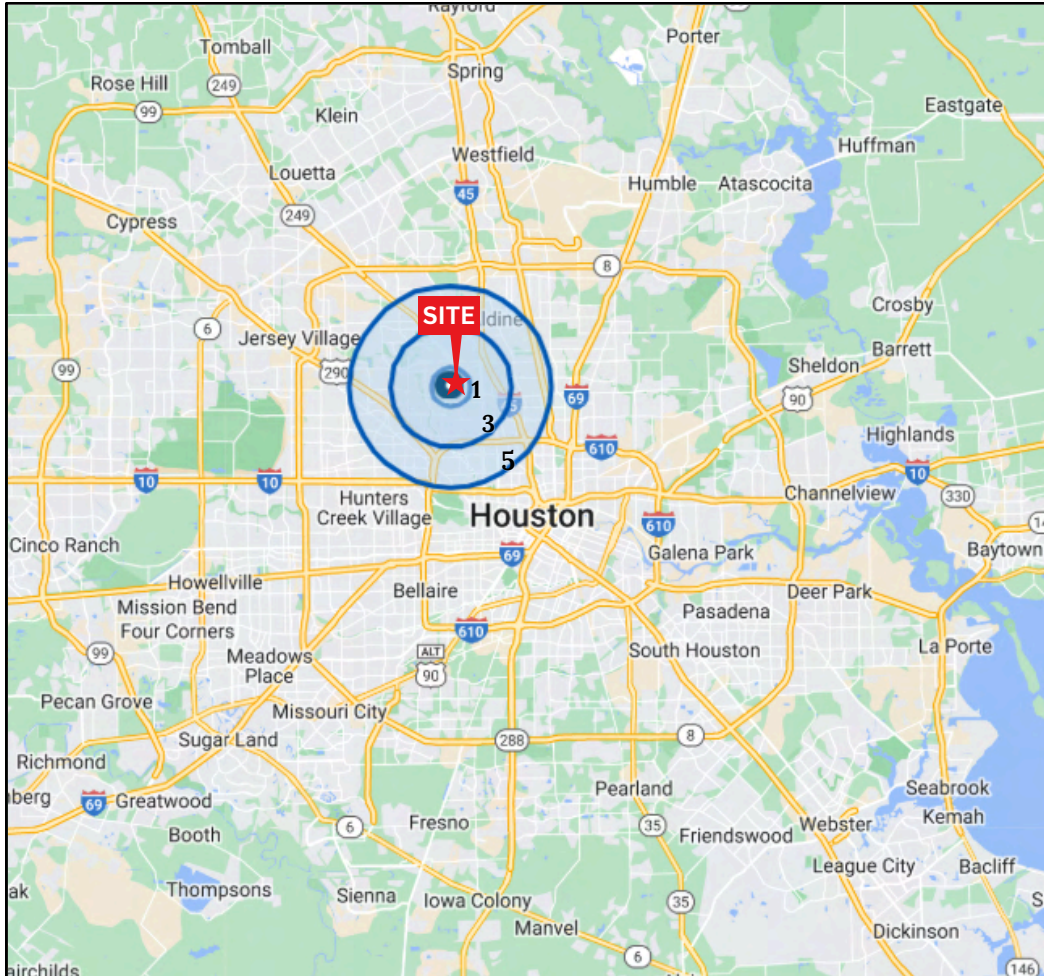 Rayford
Tomball
Porter
249
Spring
Rose Hill
99
Klein
Eastgate
Westfield
Huffman
Louetta
45
Humble
Atascocita
249
Cypress
8
SITE
ldine
Crosby
6
Jersey Village
Barrett
290
Sheldon
99
1
69
90
3
610
Highlands
5
10
10
10
Hunters
Creek Village
Channelview
330
Houston
610
Cinco Ranch
69
Galena Park
Baytown
Howellville
Bellaire
Deer Park
Mission Bend
Pasadena
Four Corners
610
99
Meadows
Place
ALT
90
South Houston
La Porte
Pecan Grove
Missouri City
Sugar Land
288
8
Richmond
nberg
69
Greatwood
Pearland
Seabrook
Booth
6
Fresno
35
Friendswood
Webster
Kemah
League City
Bacliff
Thompsons
Sienna
Iowa Colony
35
Manvel
Dickinson
6
146
airchilds